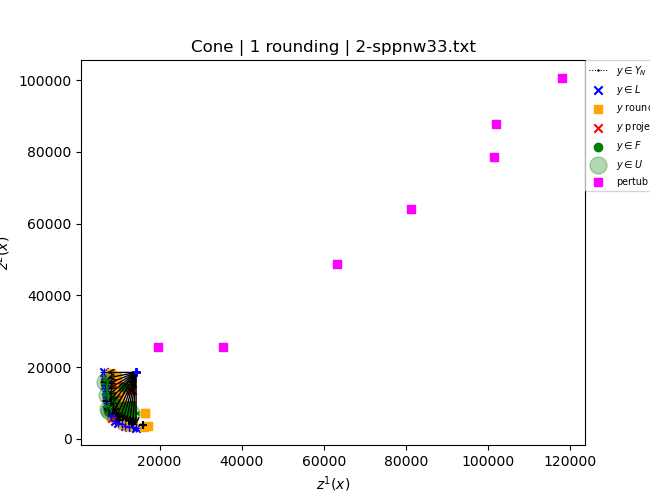 Cone | 1 rounding | 2-sppnw33.txt
100000
80000
60000
40000
20000
0
20000
40000
60000
80000
100000
120000
z¹(x)
y ∈ Y_N
y ∈ L
y
y
y ∈ F
y ∈ U
pertub